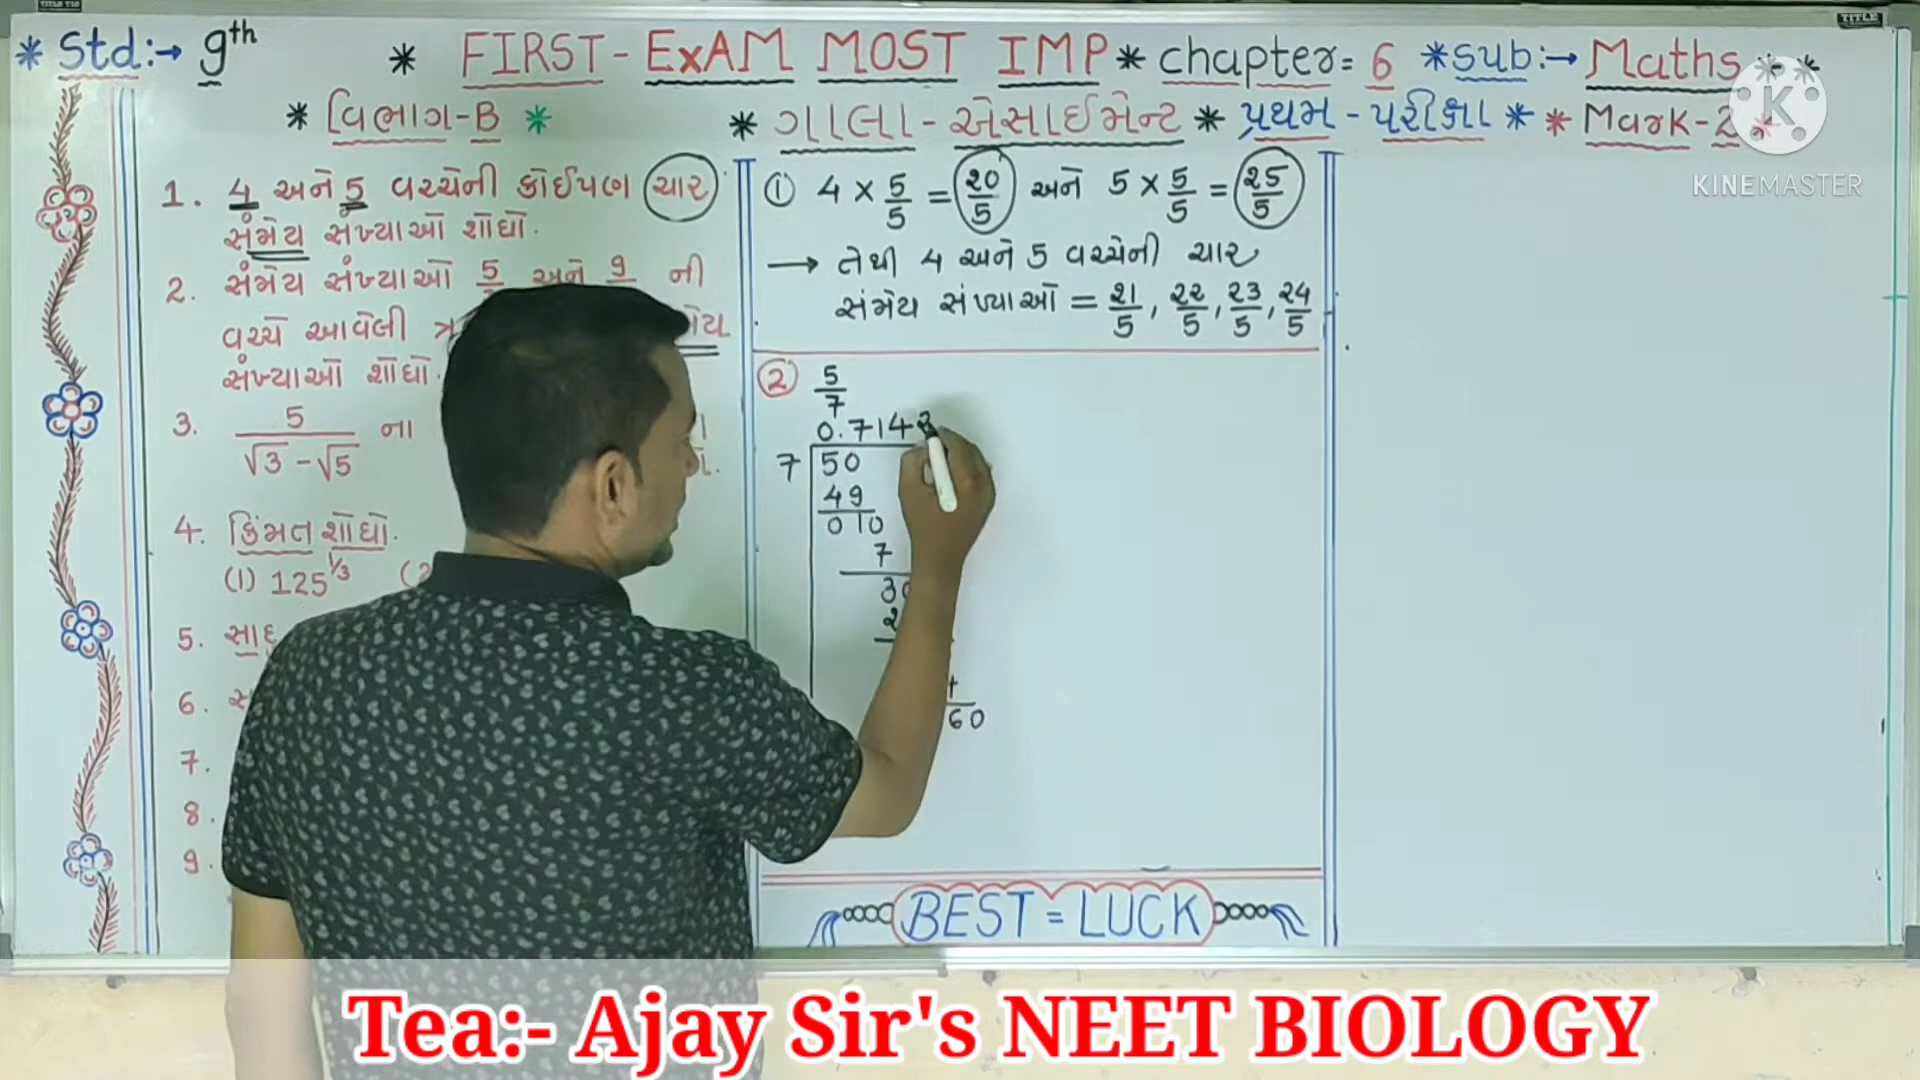 * Std:→ 9th * FIRST - ExAM MOST IMP * chapter = 6 * Sub:→ Maths *
* વિભાગ-B * * ગાલા - એસાઈમેન્ટ * પ્રથમ - પરીક્ષા * * Mark-2 *
K
KINEMASTER
1. 4 અને 5 વચ્ચેની કોઈપણ ચાર
સંમેય સંખ્યાઓ શોધો.
2. સંમેય સંખ્યાઓ 5 અને 9 ની
વચ્ચે આવેલી
સંખ્યાઓ શોધો.
3. 5/(√3 - √5) ના
4. કિંમત શોધો.
(1) 125^1/3
5.
6.
7.
8.
9.
① 4 × 5/5 = 20/5 અને 5 × 5/5 = 25/5
→ તેથી 4 અને 5 વચ્ચેની ચાર
સંમેય સંખ્યાઓ = 21/5, 22/5, 23/5, 24/5
② 5/7
0.714
7 50
49
010
7
30
2
60
BEST = LUCK
Tea:- Ajay Sir's NEET BIOLOGY